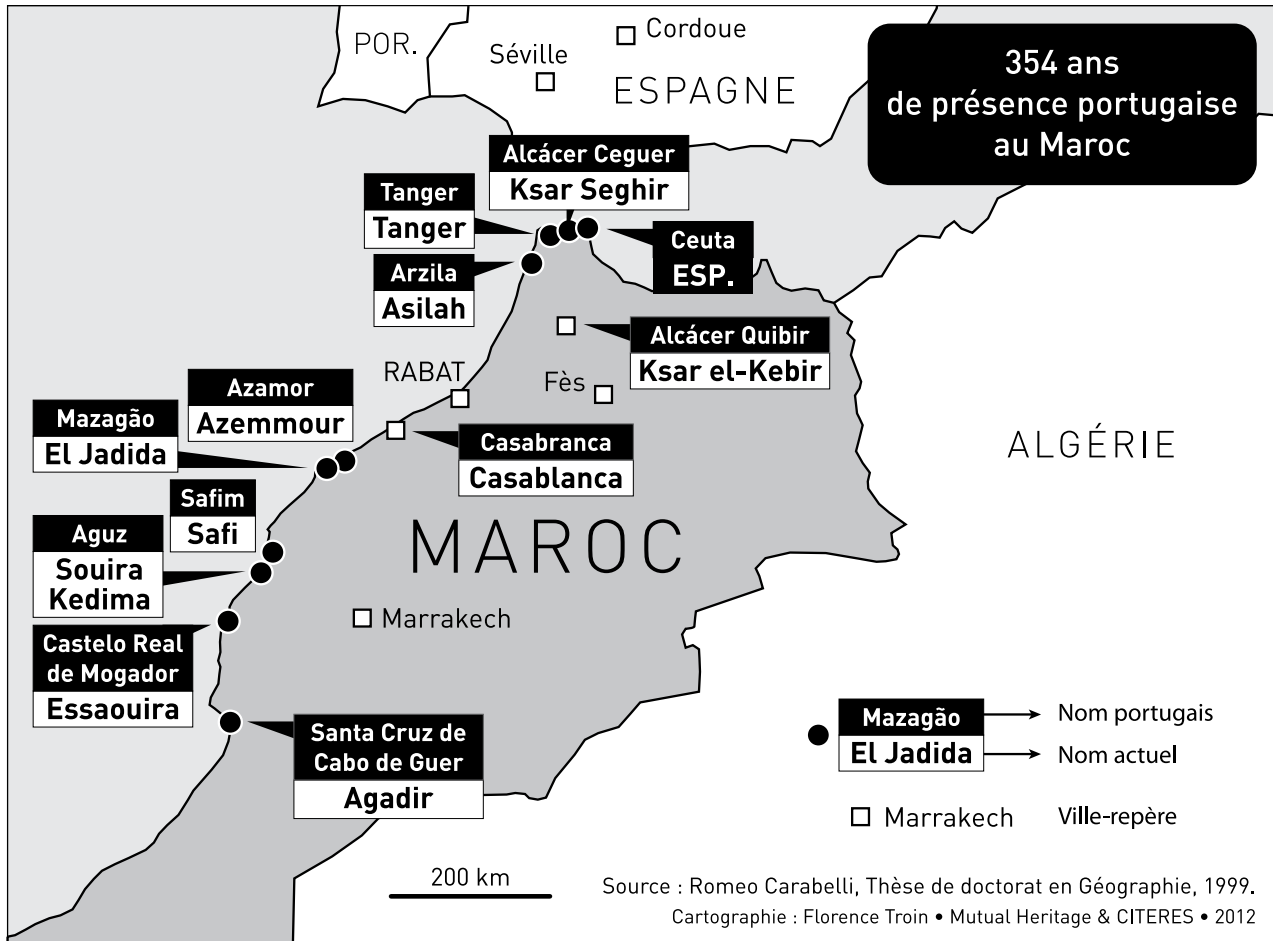 POR.
Cordoue
Séville
ESPAGNE
354 ans
de présence portugaise
au Maroc
Alcácer Ceguer
Ksar Seghir
Tanger
Tanger
Ceuta
ESP.
Arzila
Asilah
Alcácer Quibir
Ksar el-Kebir
RABAT
Fès
Azamor
Azemmour
Mazagão
El Jadida
Casabranca
Casablanca
ALGÉRIE
Safim
Safi
Aguz
Souira
Kedima
MAROC
Marrakech
Castelo Real
de Mogador
Essaouira
Santa Cruz de
Cabo de Guer
Agadir
Mazagão
Nom portugais
El Jadida
Nom actuel
Marrakech
Ville-repère
200 km
Source : Romeo Carabelli, Thèse de doctorat en Géographie, 1999.
Cartographie : Florence Troin • Mutual Heritage & CITERES • 2012